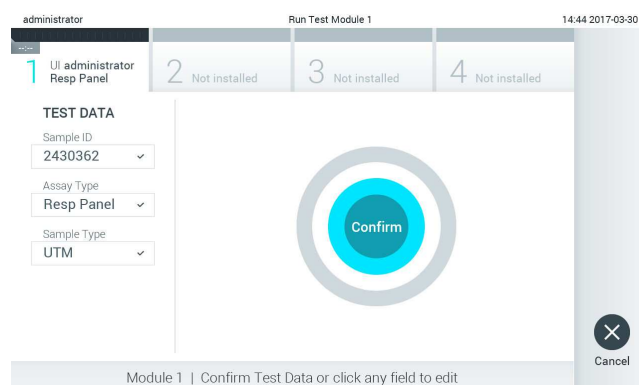 administrator Run Test Module 1 14:44 2017-03-30
--:--
1 UI administrator
Resp Panel
2 Not installed
3 Not installed
4 Not installed
TEST DATA
Sample ID
2430362
Assay Type
Resp Panel
Sample Type
UTM
Confirm
Cancel
Module 1 | Confirm Test Data or click any field to edit